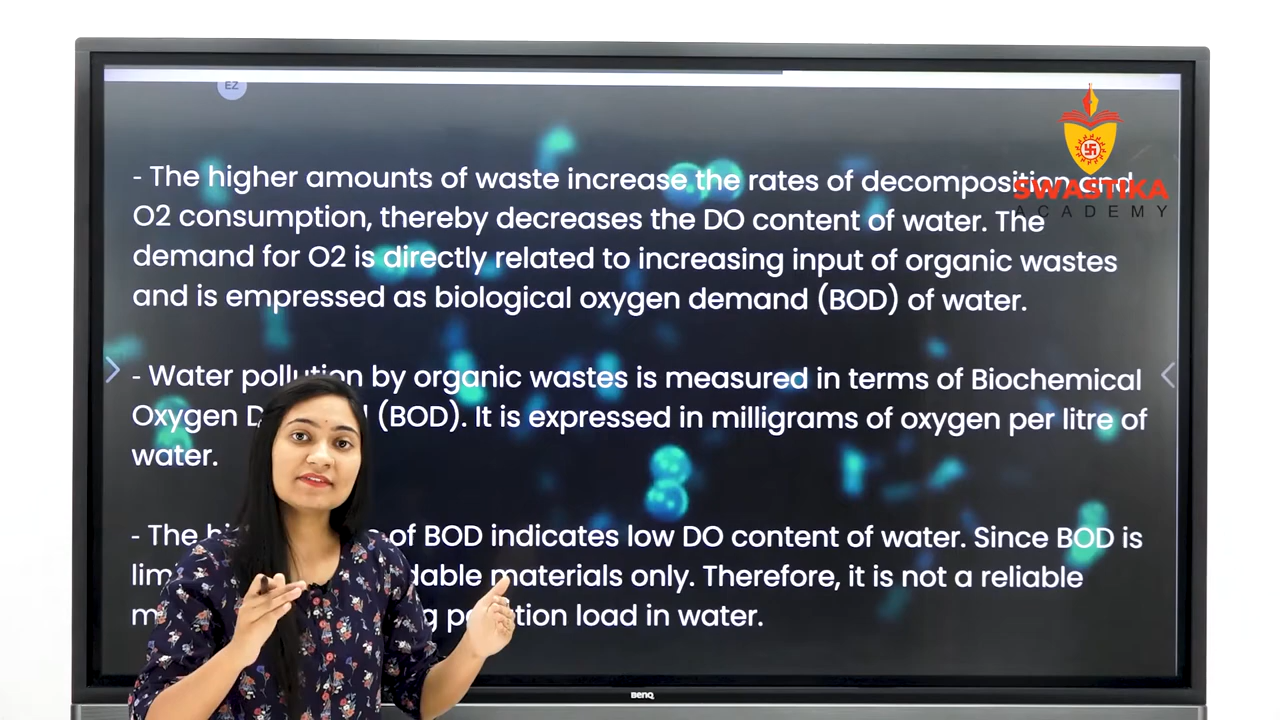 EZ
- The higher amounts of waste increase the rates of decomposition and
O2 consumption, thereby decreases the DO content of water. The
demand for O2 is directly related to increasing input of organic wastes
and is empressed as biological oxygen demand (BOD) of water.
- Water pollution by organic wastes is measured in terms of Biochemical
Oxygen (BOD). It is expressed in milligrams of oxygen per litre of
water.
- The of BOD indicates low DO content of water. Since BOD is
materials only. Therefore, it is not a reliable
pollution load in water.
SWASTIKA
ACADEMY
BenQ